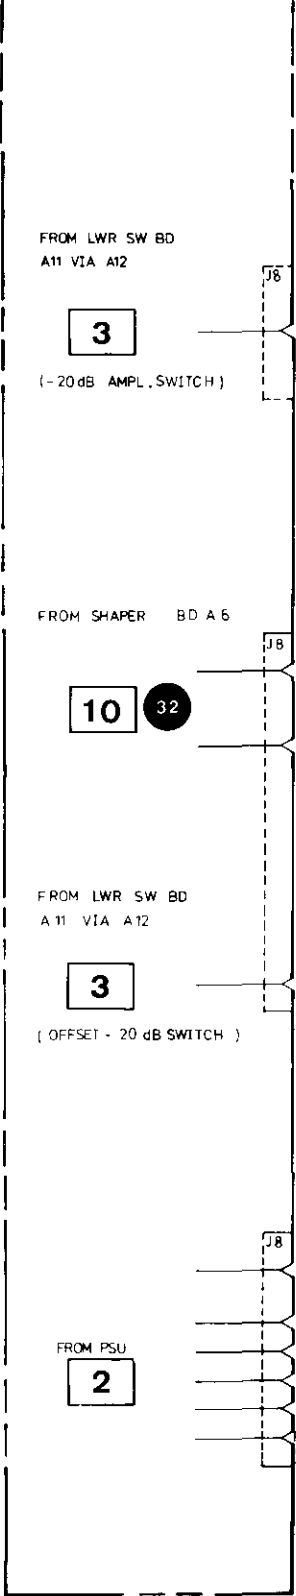 FROM LWR SW BD
A11 VIA A12
J8
3
(-20dB AMPL. SWITCH)
FROM SHAPER BD A6
J8
10 32
FROM LWR SW BD
A11 VIA A12
3
( OFFSET - 20 dB SWITCH )
J8
FROM PSU
2